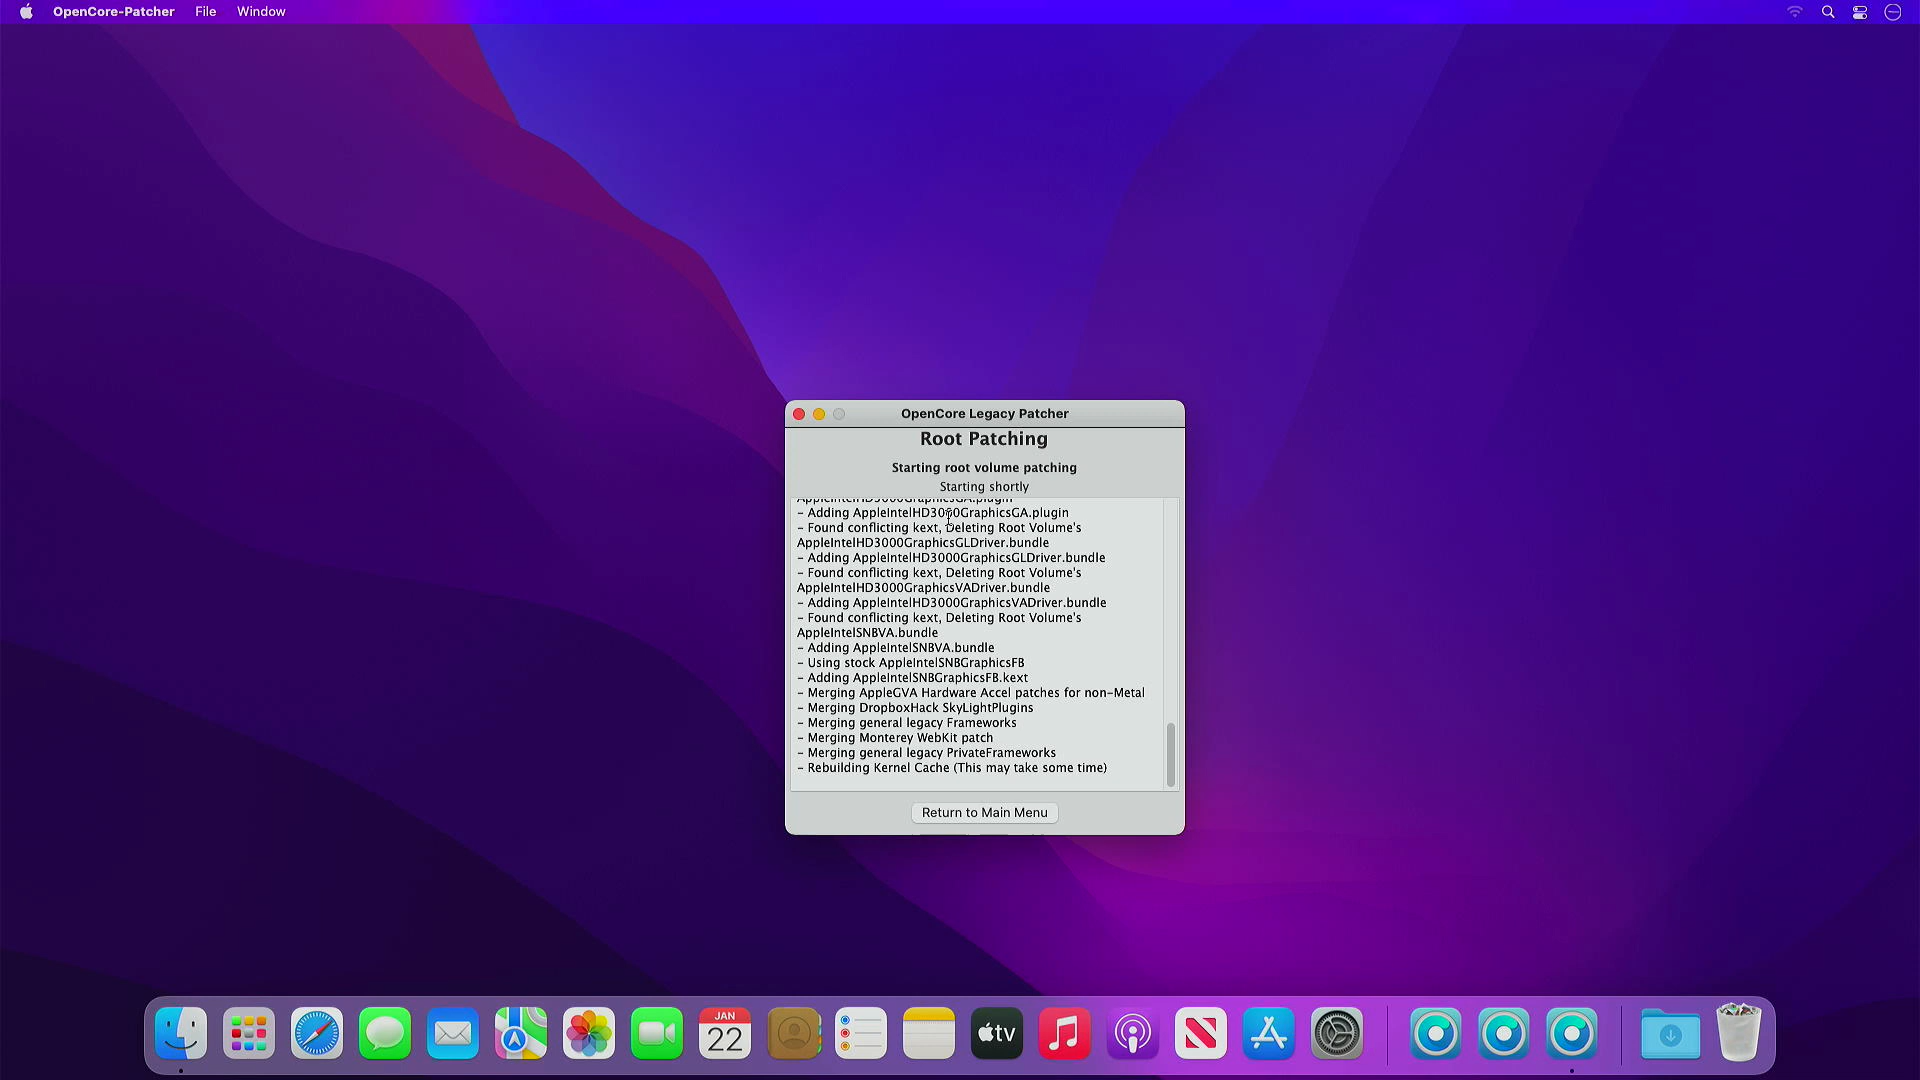 OpenCore-Patcher File Window
OpenCore Legacy Patcher
Root Patching
Starting root volume patching
Starting shortly
AppleIntelHD3000GraphicsGA.plugin
- Adding AppleIntelHD3000GraphicsGA.plugin
- Found conflicting kext, Deleting Root Volume's
AppleIntelHD3000GraphicsGLDriver.bundle
- Adding AppleIntelHD3000GraphicsGLDriver.bundle
- Found conflicting kext, Deleting Root Volume's
AppleIntelHD3000GraphicsVADriver.bundle
- Adding AppleIntelHD3000GraphicsVADriver.bundle
- Found conflicting kext, Deleting Root Volume's
AppleIntelSNBVA.bundle
- Adding AppleIntelSNBVA.bundle
- Using stock AppleIntelSNBGraphicsFB
- Adding AppleIntelSNBGraphicsFB.kext
- Merging AppleGVA Hardware Accel patches for non-Metal
- Merging DropboxHack SkyLightPlugins
- Merging general legacy Frameworks
- Merging Monterey WebKit patch
- Merging general legacy PrivateFrameworks
- Rebuilding Kernel Cache (This may take some time)
Return to Main Menu
JAN
22
tv